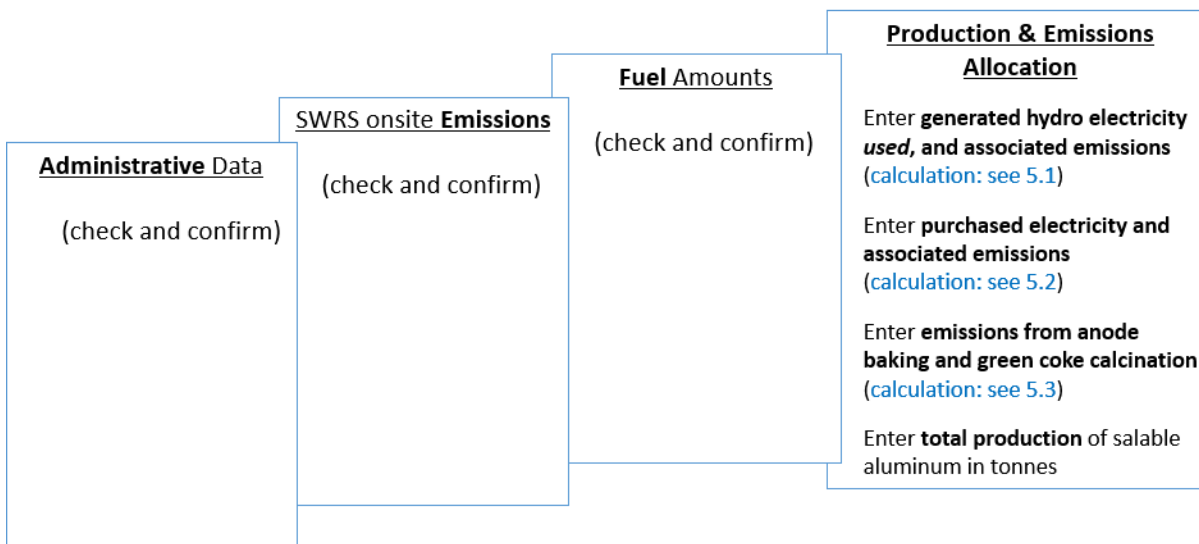 Administrative Data
(check and confirm)
SWRS onsite Emissions
(check and confirm)
Fuel Amounts
(check and confirm)
Production & Emissions
Allocation
Enter generated hydro electricity
used, and associated emissions
(calculation: see 5.1)
Enter purchased electricity and
associated emissions
(calculation: see 5.2)
Enter emissions from anode
baking and green coke calcination
(calculation: see 5.3)
Enter total production of salable
aluminum in tonnes